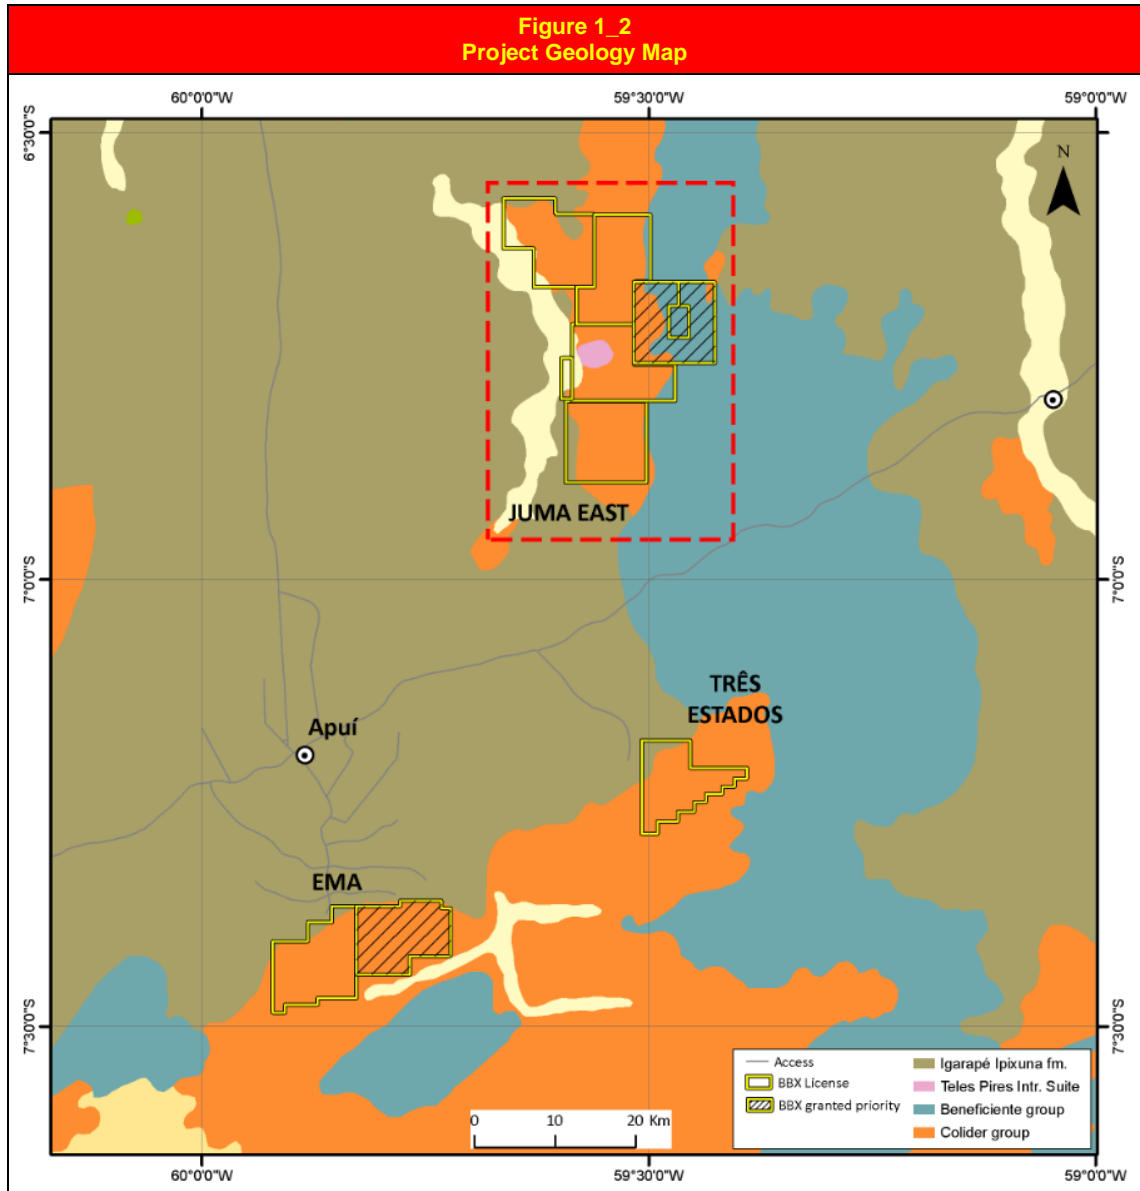 Figure 1_2
Project Geology Map
60°0'0"W
59°30'0"W
59°0'0"W
6°30'0"S
N
JUMA EAST
7°0'0"S
7°0'0"S
TRÊS
ESTADOS
Apuí
EMA
7°30'0"S
7°30'0"S
Access
BBX License
BBX granted priority
Igarapé Ipixuna fm.
Teles Pires Intr. Suite
Beneficiente group
Colider group
0 10 20 Km
60°0'0"W
59°30'0"W
59°0'0"W